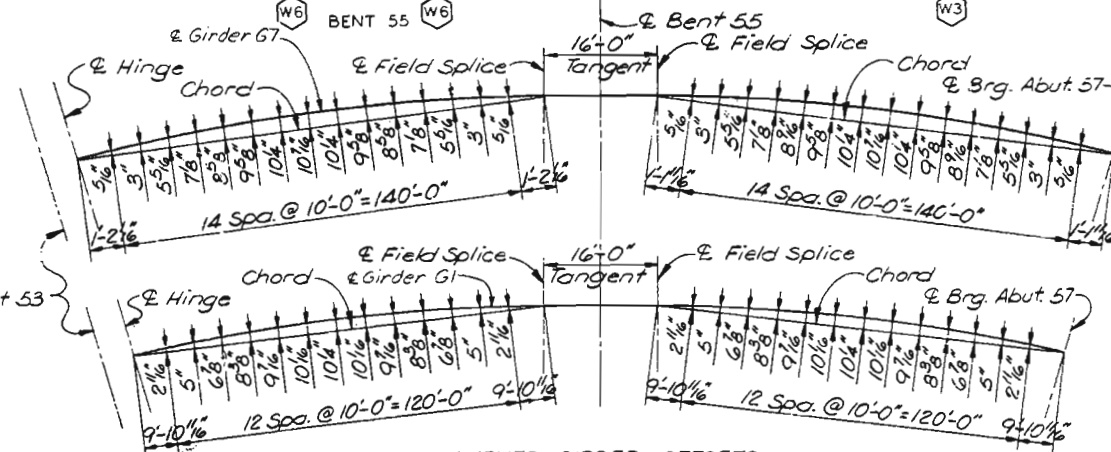 W6 BENT 55 W6
W3
℄ Bent 55
℄ Girder G7
16'-0"
℄ Field Splice
℄ Hinge
℄ Field Splice
Tangent
Chord
Chord
℄ Brg. Abut. 57
5/16" 3" 5 5/16" 7 1/8" 8 5/8" 9 5/8" 10 1/4" 10 7/16" 10 1/4" 9 5/8" 8 5/8" 7 1/8" 5 5/16" 3" 5/16"
5/16" 3" 5 5/16" 7 1/8" 8 9/16" 9 5/8" 10 1/4" 10 7/16" 10 1/4" 9 5/8" 8 9/16" 7 1/8" 5 5/16" 3" 5/16"
1'-2 1/16" 14 Spa. @ 10'-0"=140'-0" 1'-2 1/16"
1'-1 1/16" 14 Spa. @ 10'-0"=140'-0" 1'-1 1/16"
℄ Field Splice
16'-0"
℄ Field Splice
Chord
℄ Girder G1
Tangent
Chord
t 53
℄ Hinge
℄ Brg. Abut. 57
2 11/16" 5" 6 7/8" 8 3/8" 9 7/16" 10 1/16" 10 1/4" 10 1/16" 9 7/16" 8 3/8" 6 7/8" 5" 2 11/16"
2 11/16" 5" 6 7/8" 8 3/8" 9 7/16" 10 1/16" 10 1/4" 10 1/16" 9 7/16" 8 3/8" 6 7/8" 5" 2 11/16"
9'-10 11/16" 12 Spa. @ 10'-0"=120'-0" 9'-10 11/16"
9'-10 11/16" 12 Spa. @ 10'-0"=120'-0" 9'-10 11/16"